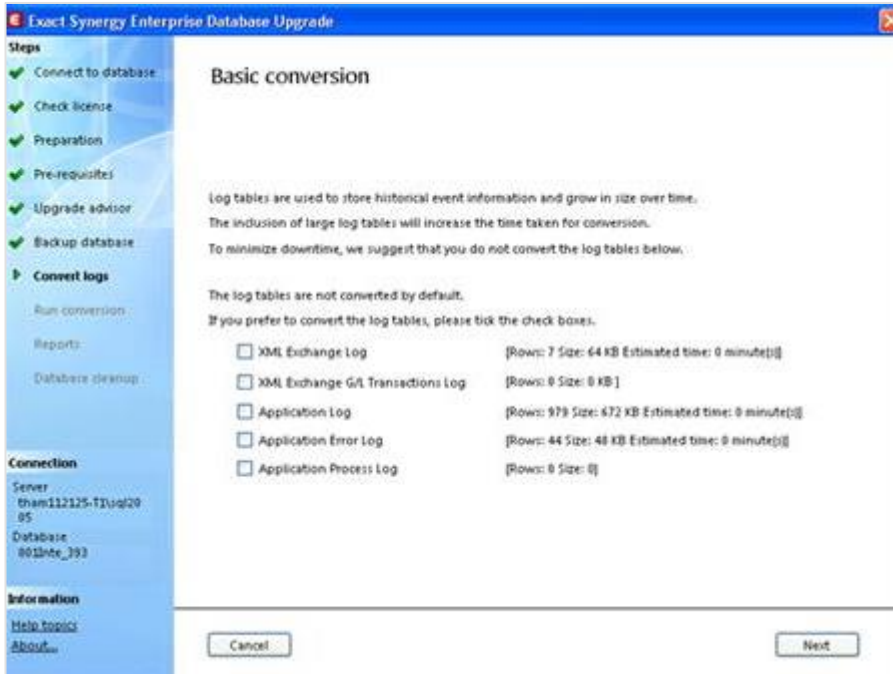 Exact Synergy Enterprise Database Upgrade
Steps
Connect to database
Check license
Preparation
Pre-requisites
Upgrade advisor
Backup database
Convert logs
Run conversion
Reports
Database cleanup
Connection
Server
tham112125-T1\sql20
05
Database
Information
Help topics
About...
Basic conversion
Log tables are used to store historical event information and grow in size over time.
The inclusion of large log tables will increase the time taken for conversion.
To minimize downtime, we suggest that you do not convert the log tables below.
The log tables are not converted by default.
If you prefer to convert the log tables, please tick the check boxes.
XML Exchange Log [Rows: 7 Size: 64 KB Estimated time: 0 minute(s)]
XML Exchange G/L Transactions Log [Rows: 0 Size: 0 KB ]
Application Log [Rows: 979 Size: 672 KB Estimated time: 0 minute(s)]
Application Error Log [Rows: 44 Size: 48 KB Estimated time: 0 minute(s)]
Application Process Log [Rows: 0 Size: 0]
Cancel
Next